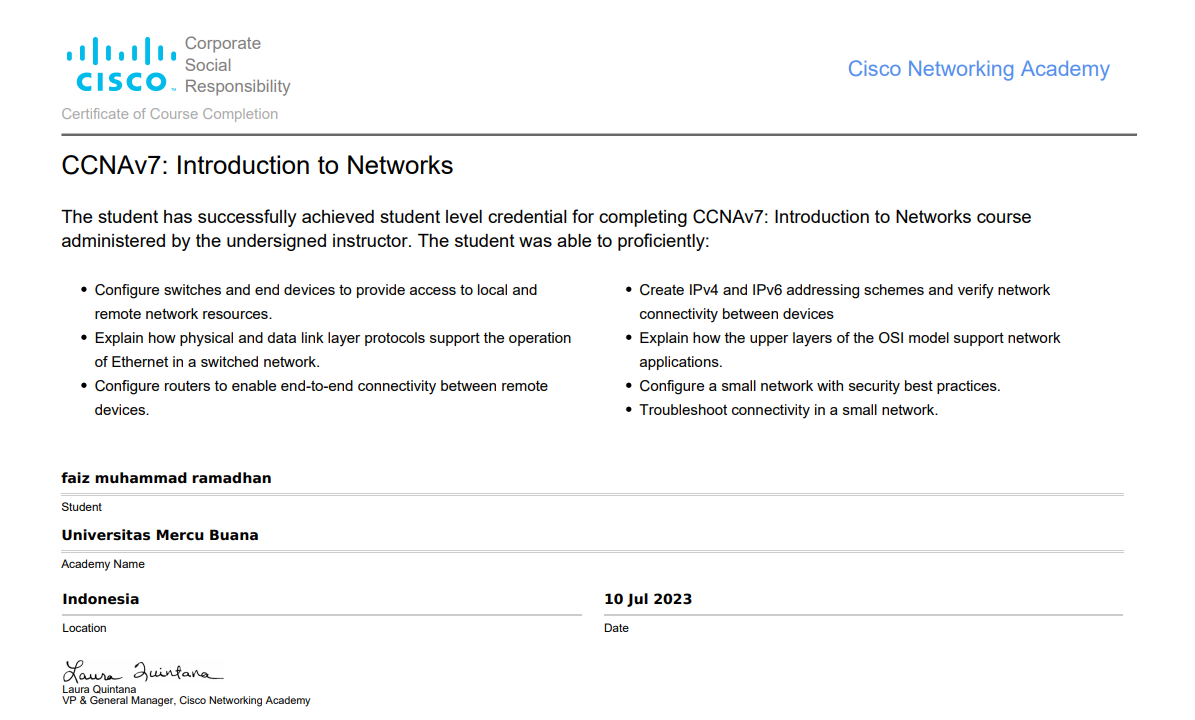 CISCO
Corporate
Social
Responsibility
Cisco Networking Academy
Certificate of Course Completion
CCNAv7: Introduction to Networks
The student has successfully achieved student level credential for completing CCNAv7: Introduction to Networks course
administered by the undersigned instructor. The student was able to proficiently:
• Configure switches and end devices to provide access to local and
remote network resources.
• Explain how physical and data link layer protocols support the operation
of Ethernet in a switched network.
• Configure routers to enable end-to-end connectivity between remote
devices.
• Create IPv4 and IPv6 addressing schemes and verify network
connectivity between devices
• Explain how the upper layers of the OSI model support network
applications.
• Configure a small network with security best practices.
• Troubleshoot connectivity in a small network.
faiz muhammad ramadhan
Student
Universitas Mercu Buana
Academy Name
Indonesia
Location
10 Jul 2023
Date
Laura Quintana
Laura Quintana
VP & General Manager, Cisco Networking Academy